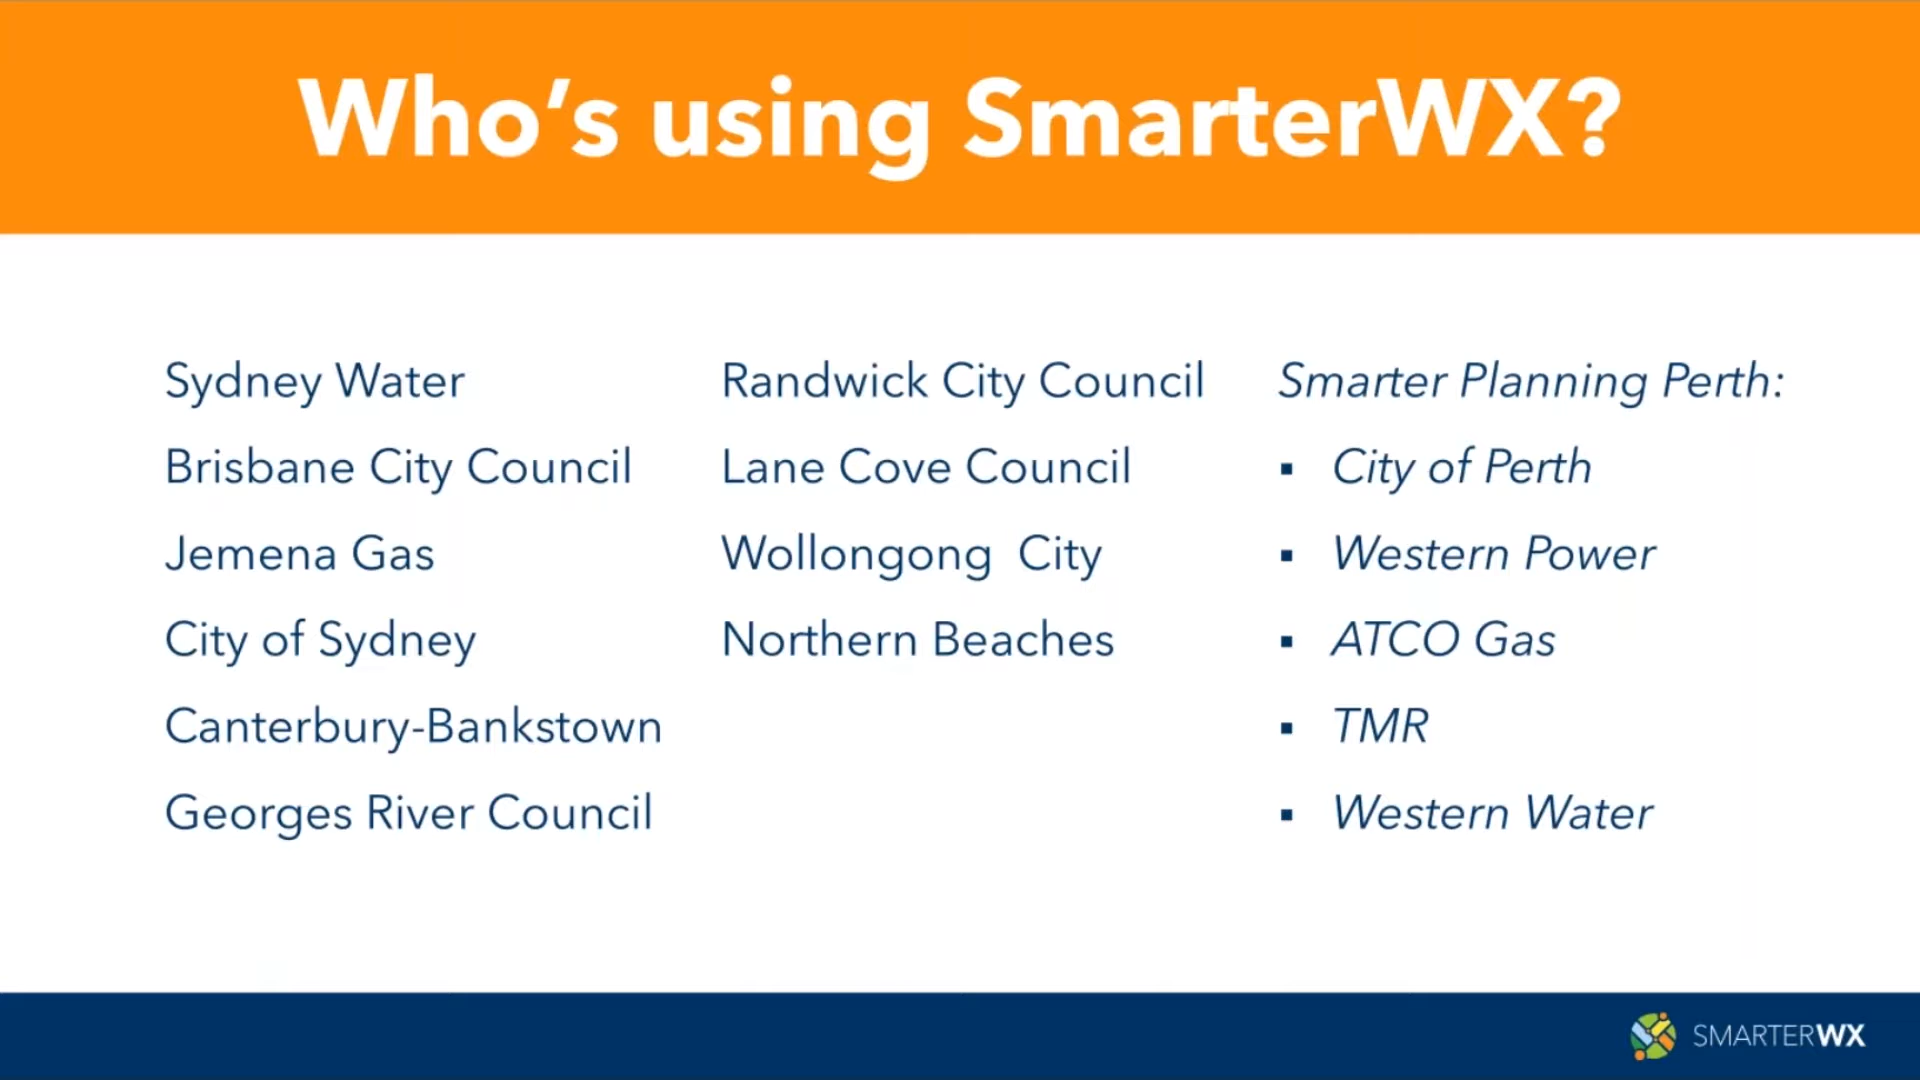 Who's using SmarterWX?
Sydney Water
Brisbane City Council
Jemena Gas
City of Sydney
Canterbury-Bankstown
Georges River Council
Randwick City Council
Lane Cove Council
Wollongong  City
Northern Beaches
Smarter Planning Perth:
▪ City of Perth
▪ Western Power
▪ ATCO Gas
▪ TMR
▪ Western Water
SMARTERWX